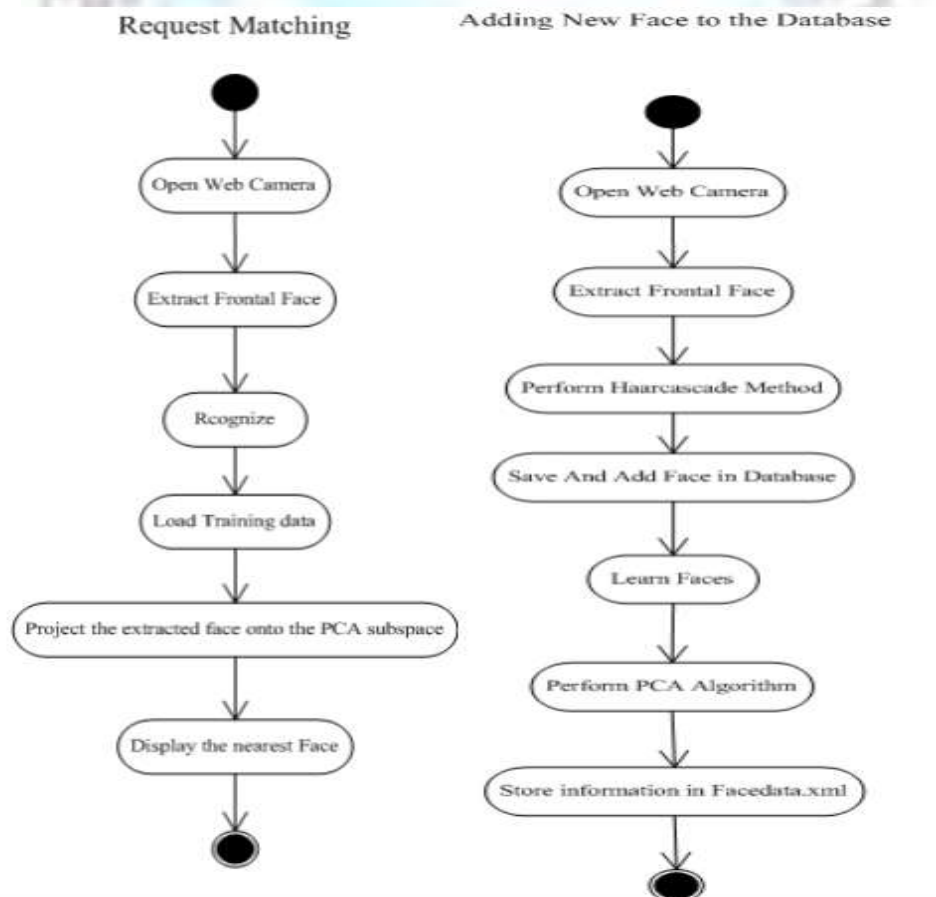 Request Matching
Open Web Camera
Extract Frontal Face
Rcognize
Load Training data
Project the extracted face onto the PCA subspace
Display the nearest Face
Adding New Face to the Database
Open Web Camera
Extract Frontal Face
Perform Haarcascade Method
Save And Add Face in Database
Learn Faces
Perform PCA Algorithm
Store information in Facedata.xml